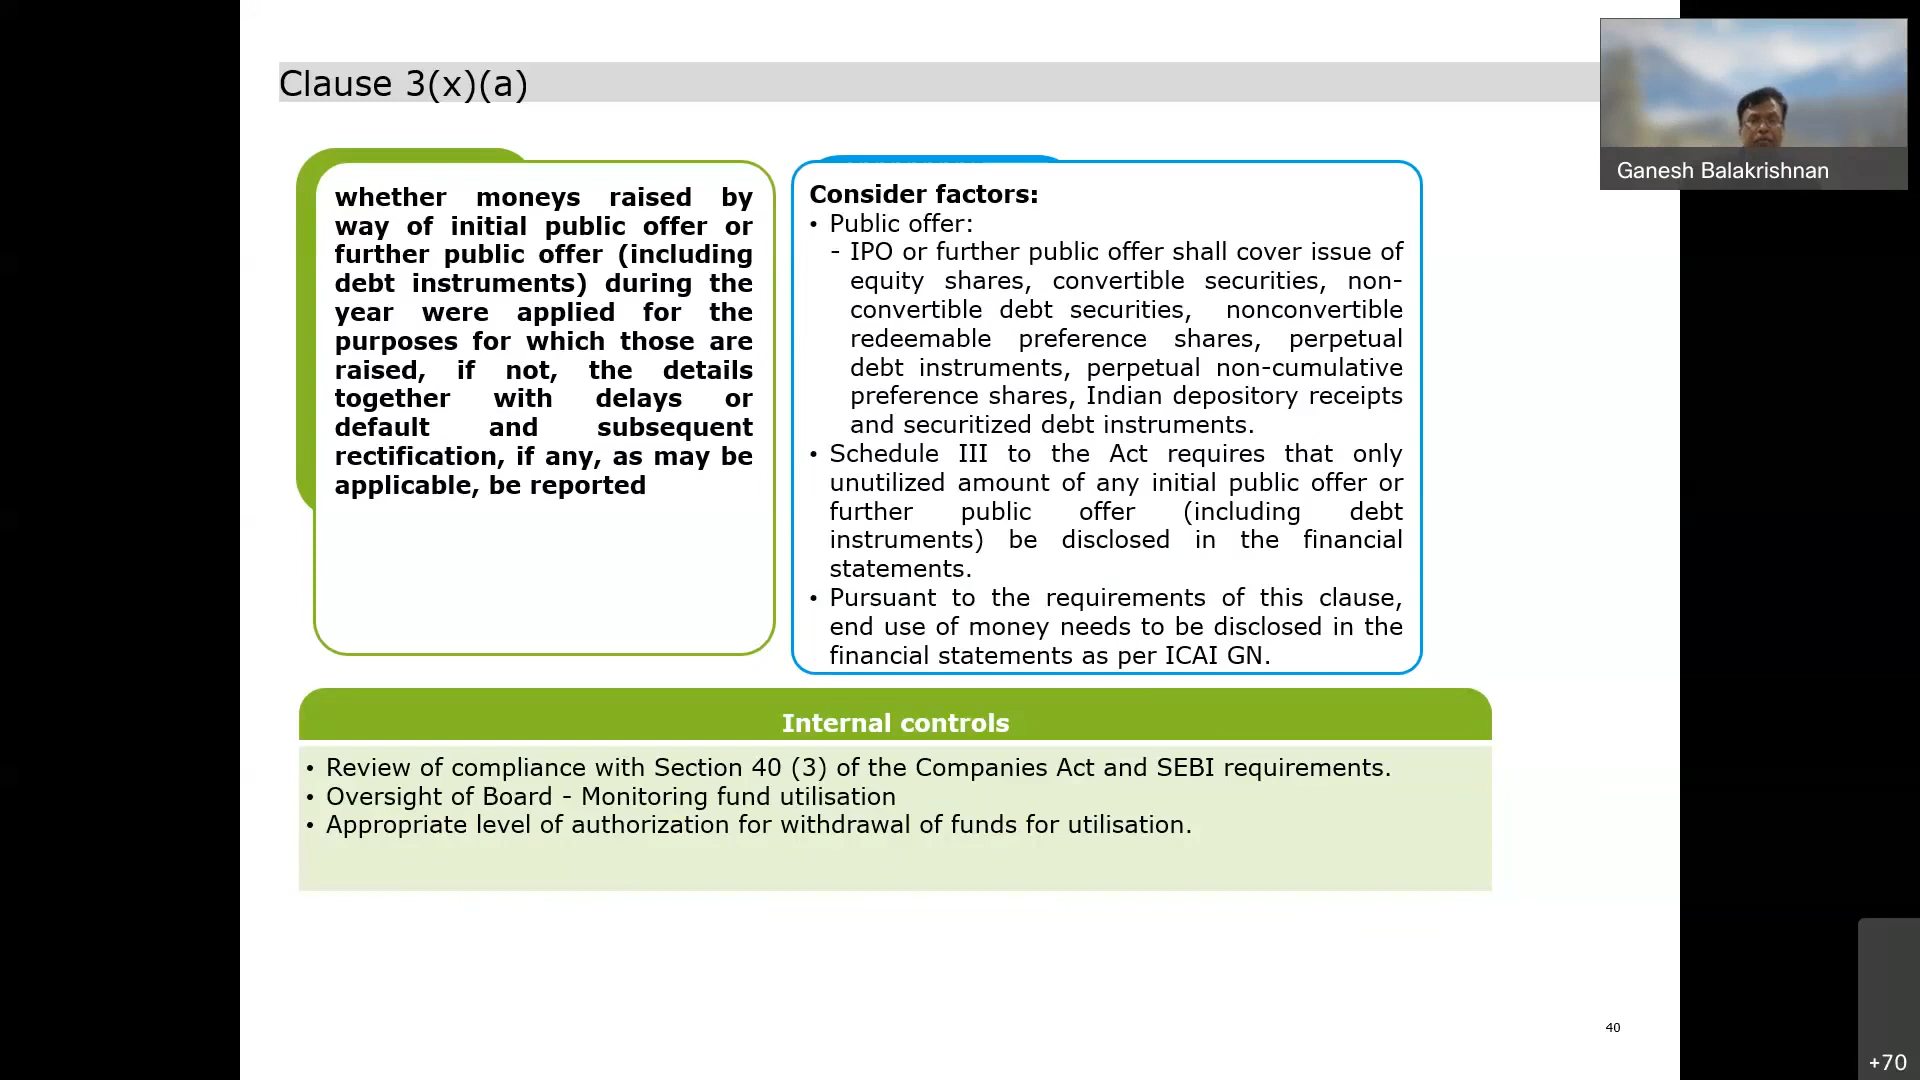 Clause 3(x)(a)
Ganesh Balakrishnan
whether moneys raised by
way of initial public offer or
further public offer (including
debt instruments) during the
year were applied for the
purposes for which those are
raised, if not, the details
together with delays or
default and subsequent
rectification, if any, as may be
applicable, be reported
Consider factors:
• Public offer:
- IPO or further public offer shall cover issue of
equity shares, convertible securities, non-
convertible debt securities, nonconvertible
redeemable preference shares, perpetual
debt instruments, perpetual non-cumulative
preference shares, Indian depository receipts
and securitized debt instruments.
• Schedule III to the Act requires that only
unutilized amount of any initial public offer or
further public offer (including debt
instruments) be disclosed in the financial
statements.
• Pursuant to the requirements of this clause,
end use of money needs to be disclosed in the
financial statements as per ICAI GN.
Internal controls
• Review of compliance with Section 40 (3) of the Companies Act and SEBI requirements.
• Oversight of Board - Monitoring fund utilisation
• Appropriate level of authorization for withdrawal of funds for utilisation.
40
+70